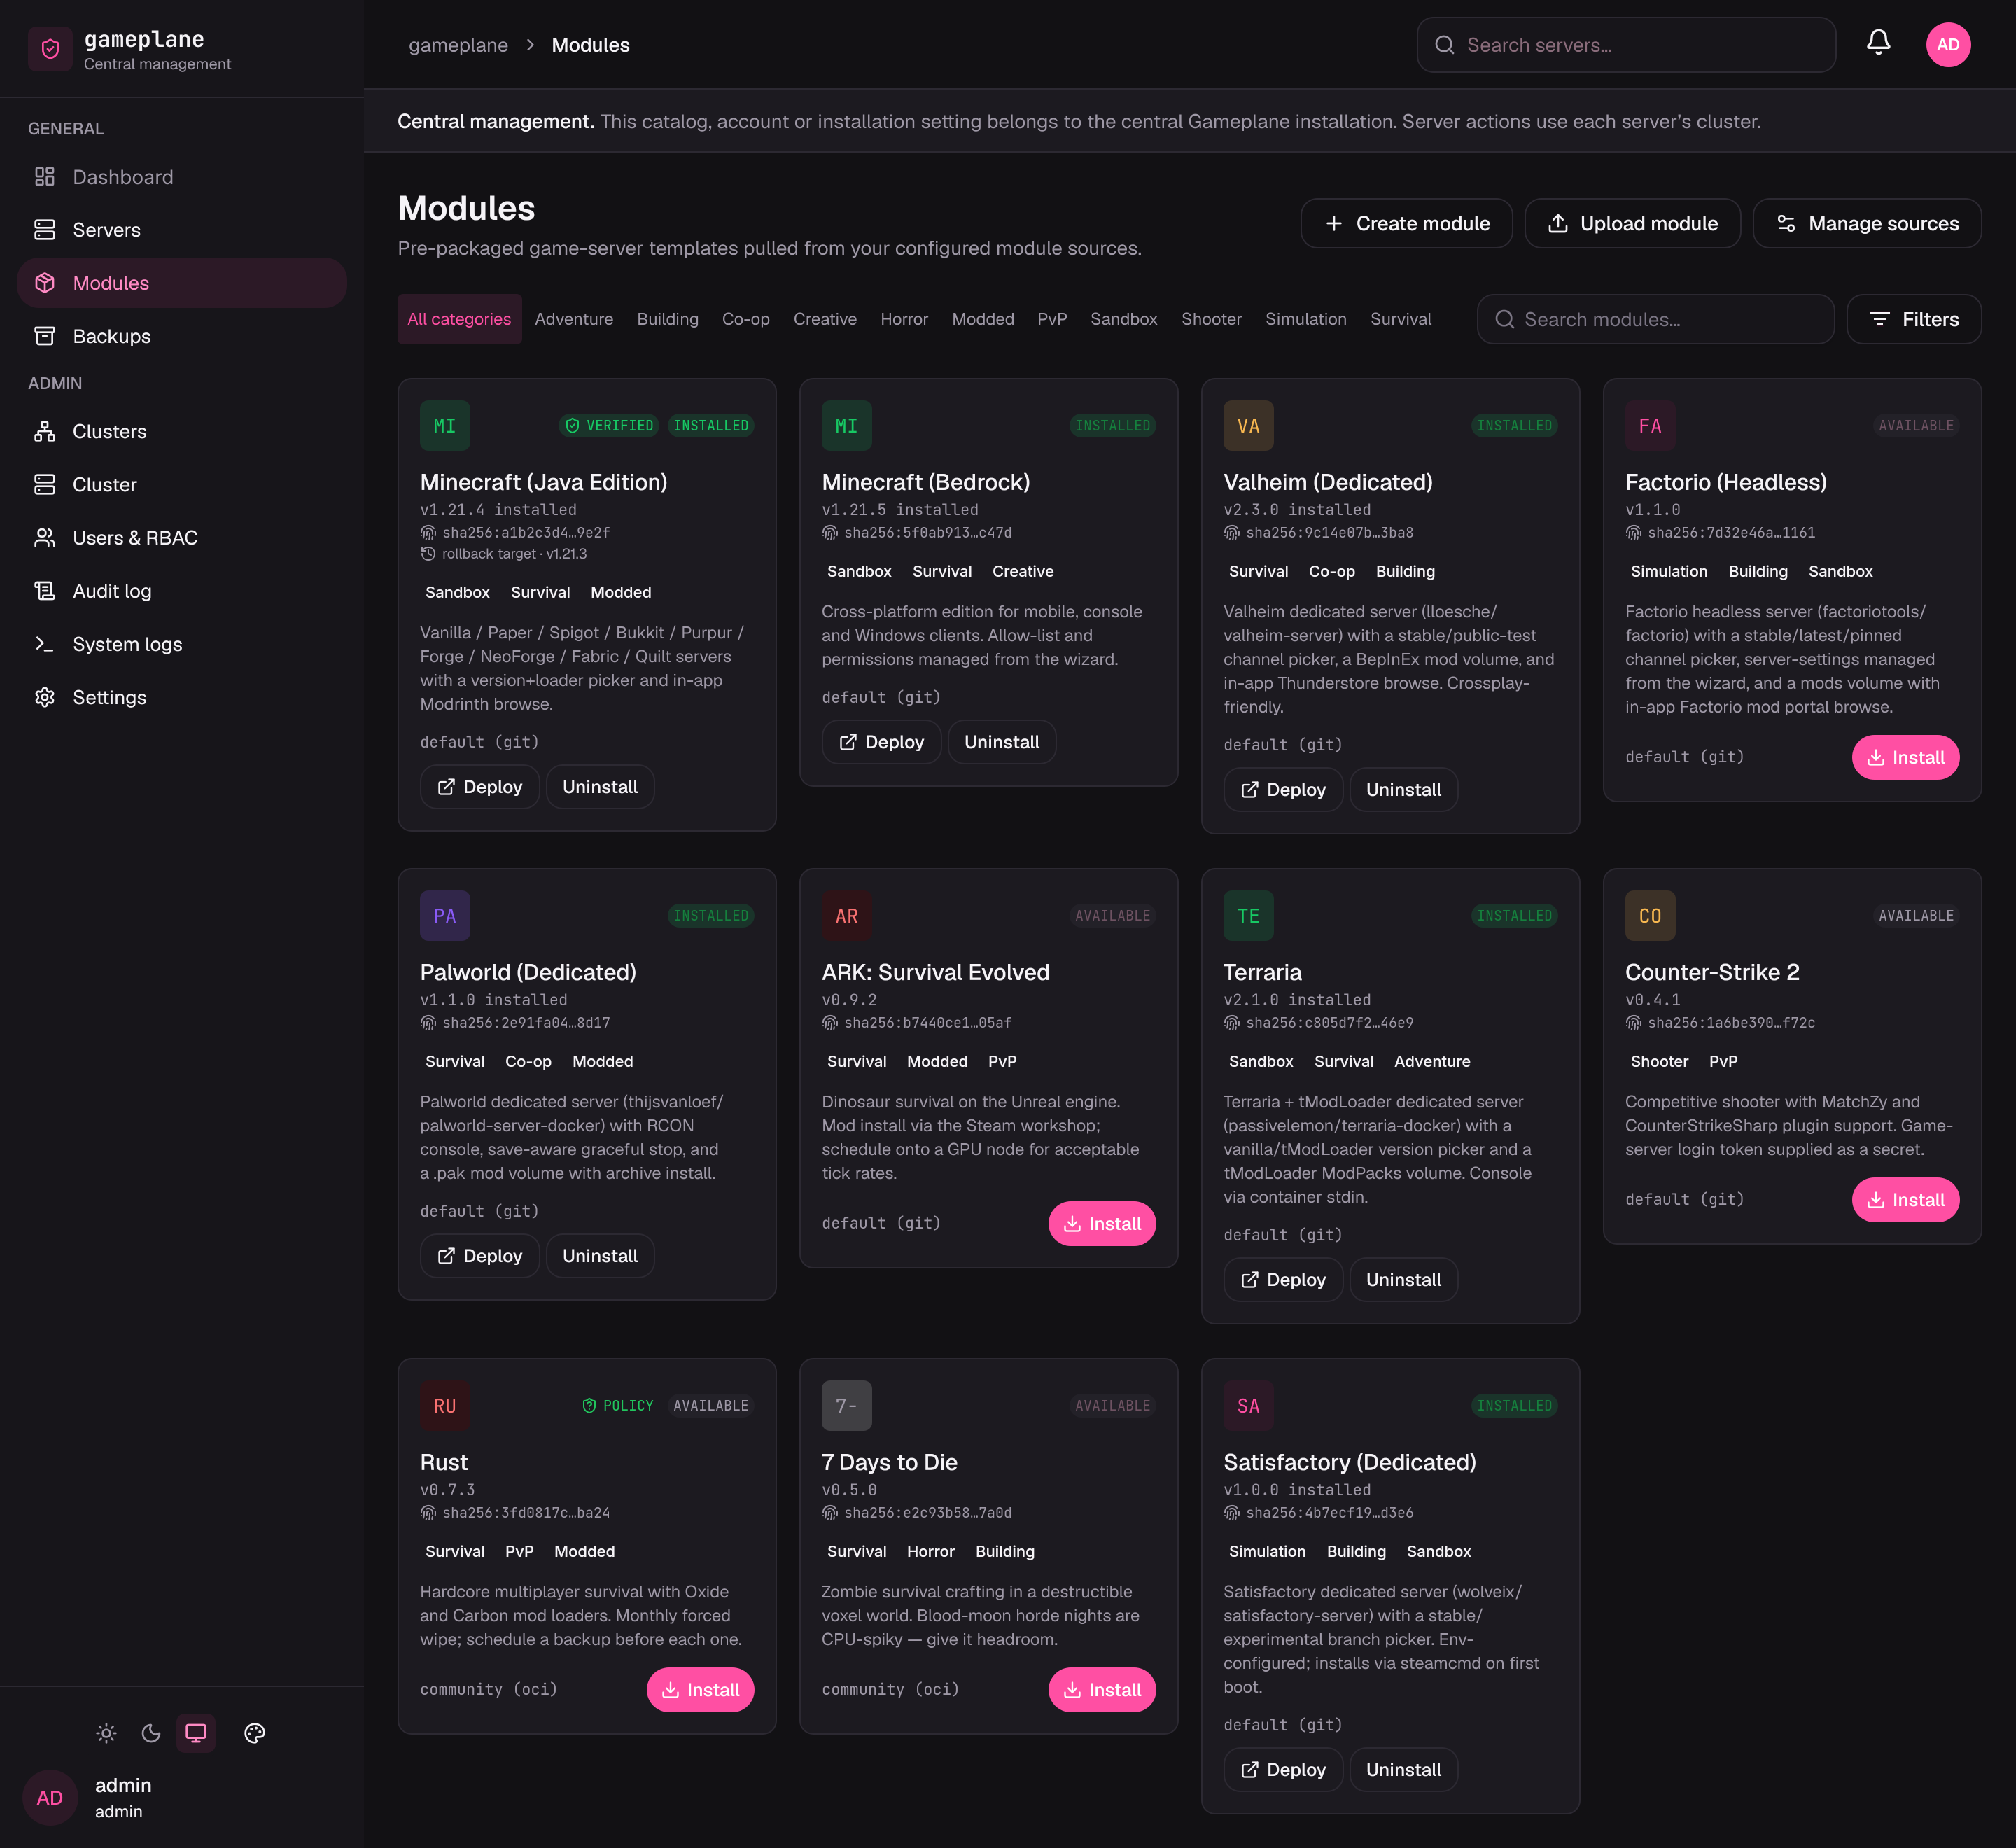 gameplane
Central management
GENERAL
Dashboard
Servers
Modules
Backups
ADMIN
Clusters
Cluster
Users & RBAC
Audit log
System logs
Settings
AD
admin
admin
gameplane > Modules
Search servers…
AD
Central management. This catalog, account or installation setting belongs to the central Gameplane installation. Server actions use each server's cluster.
Modules
Pre-packaged game-server templates pulled from your configured module sources.
Create module
Upload module
Manage sources
All categories
Adventure
Building
Co-op
Creative
Horror
Modded
PvP
Sandbox
Shooter
Simulation
Survival
Search modules…
Filters
MI
VERIFIED
INSTALLED
Minecraft (Java Edition)
v1.21.4 installed
sha256:a1b2c3d4…9e2f
rollback target · v1.21.3
Sandbox Survival Modded
Vanilla / Paper / Spigot / Bukkit / Purpur /
Forge / NeoForge / Fabric / Quilt servers
with a version+loader picker and in-app
Modrinth browse.
default (git)
Deploy
Uninstall
MI
INSTALLED
Minecraft (Bedrock)
v1.21.5 installed
sha256:5f0ab913…c47d
Sandbox Survival Creative
Cross-platform edition for mobile, console
and Windows clients. Allow-list and
permissions managed from the wizard.
default (git)
Deploy
Uninstall
VA
INSTALLED
Valheim (Dedicated)
v2.3.0 installed
sha256:9c14e07b…3ba8
Survival Co-op Building
Valheim dedicated server (lloesche/
valheim-server) with a stable/public-test
channel picker, a BepInEx mod volume, and
in-app Thunderstore browse. Crossplay-
friendly.
default (git)
Deploy
Uninstall
FA
AVAILABLE
Factorio (Headless)
v1.1.0
sha256:7d32e46a…1161
Simulation Building Sandbox
Factorio headless server (factoriotools/
factorio) with a stable/latest/pinned
channel picker, server-settings managed
from the wizard, and a mods volume with
in-app Factorio mod portal browse.
default (git)
Install
PA
INSTALLED
Palworld (Dedicated)
v1.1.0 installed
sha256:2e91fa04…8d17
Survival Co-op Modded
Palworld dedicated server (thijsvanloef/
palworld-server-docker) with RCON
console, save-aware graceful stop, and
a .pak mod volume with archive install.
default (git)
Deploy
Uninstall
AR
AVAILABLE
ARK: Survival Evolved
v0.9.2
sha256:b7440ce1…05af
Survival Modded PvP
Dinosaur survival on the Unreal engine.
Mod install via the Steam workshop;
schedule onto a GPU node for acceptable
tick rates.
default (git)
Install
TE
INSTALLED
Terraria
v2.1.0 installed
sha256:c805d7f2…46e9
Sandbox Survival Adventure
Terraria + tModLoader dedicated server
(passivelemon/terraria-docker) with a
vanilla/tModLoader version picker and a
tModLoader ModPacks volume. Console
via container stdin.
default (git)
Deploy
Uninstall
CO
AVAILABLE
Counter-Strike 2
v0.4.1
sha256:1a6be390…f72c
Shooter PvP
Competitive shooter with MatchZy and
CounterStrikeSharp plugin support. Game-
server login token supplied as a secret.
default (git)
Install
RU
POLICY
AVAILABLE
Rust
v0.7.3
sha256:3fd0817c…ba24
Survival PvP Modded
Hardcore multiplayer survival with Oxide
and Carbon mod loaders. Monthly forced
wipe; schedule a backup before each one.
community (oci)
Install
7-
AVAILABLE
7 Days to Die
v0.5.0
sha256:e2c93b58…7a0d
Survival Horror Building
Zombie survival crafting in a destructible
voxel world. Blood-moon horde nights are
CPU-spiky — give it headroom.
community (oci)
Install
SA
INSTALLED
Satisfactory (Dedicated)
v1.0.0 installed
sha256:4b7ecf19…d3e6
Simulation Building Sandbox
Satisfactory dedicated server (wolveix/
satisfactory-server) with a stable/
experimental branch picker. Env-
configured; installs via steamcmd on first
boot.
default (git)
Deploy
Uninstall